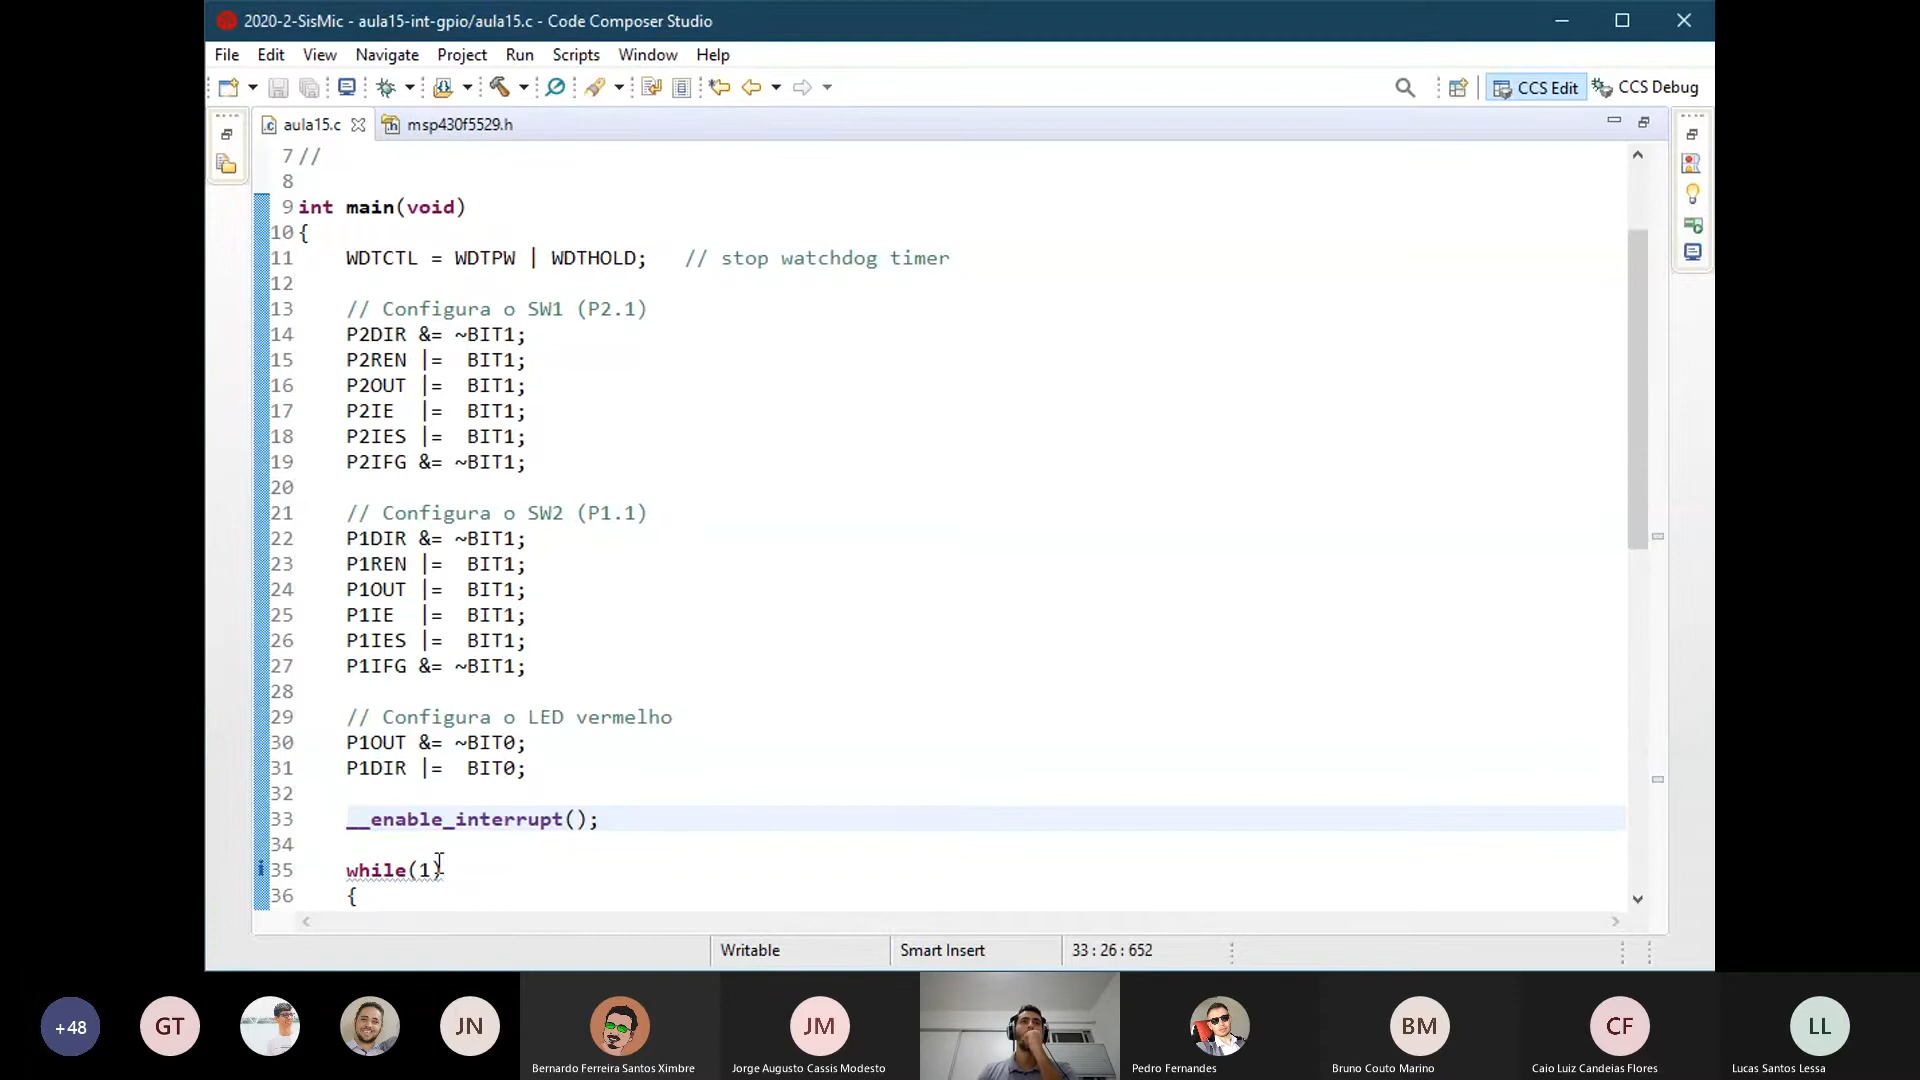 2020-2-SisMic - aula15-int-gpio/aula15.c - Code Composer Studio
File Edit View Navigate Project Run Scripts Window Help
CCS Edit CCS Debug
aula15.c msp430f5529.h
7 //
8
9 int main(void)
10 {
11 WDTCTL = WDTPW | WDTHOLD; // stop watchdog timer
12
13 // Configura o SW1 (P2.1)
14 P2DIR &= ~BIT1;
15 P2REN |= BIT1;
16 P2OUT |= BIT1;
17 P2IE |= BIT1;
18 P2IES |= BIT1;
19 P2IFG &= ~BIT1;
20
21 // Configura o SW2 (P1.1)
22 P1DIR &= ~BIT1;
23 P1REN |= BIT1;
24 P1OUT |= BIT1;
25 P1IE |= BIT1;
26 P1IES |= BIT1;
27 P1IFG &= ~BIT1;
28
29 // Configura o LED vermelho
30 P1OUT &= ~BIT0;
31 P1DIR |= BIT0;
32
33 __enable_interrupt();
34
35 while(1)
36 {
Writable Smart Insert 33 : 26 : 652
+48 GT JN JM BM CF LL
Bernardo Ferreira Santos Ximbre Jorge Augusto Cassis Modesto Pedro Fernandes Bruno Couto Marino Caio Luiz Candeias Flores Lucas Santos Lessa